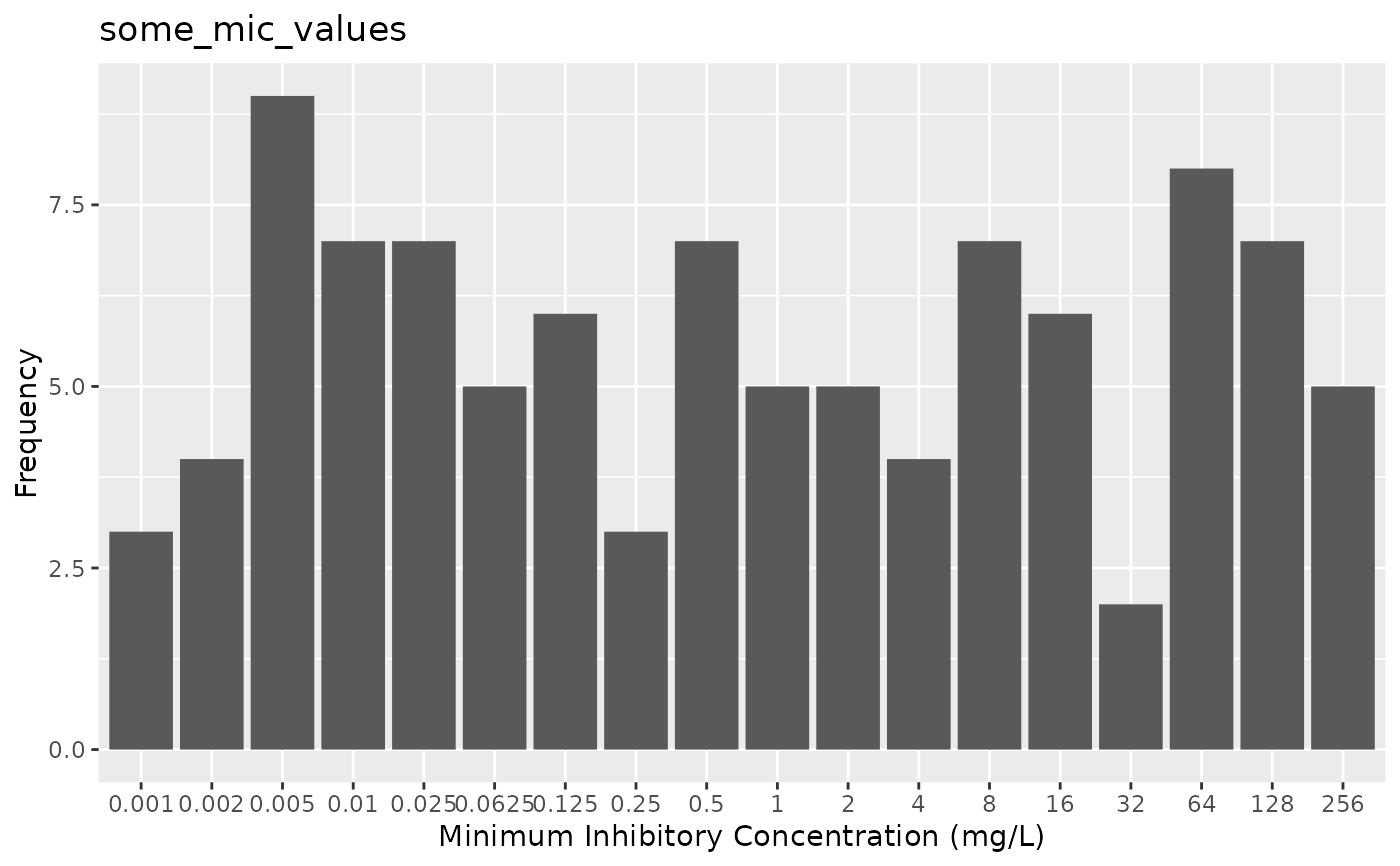 some_mic_values
7.5
5.0
2.5
0.0
Frequency
0.001 0.002 0.005 0.01 0.025 0.0625 0.125 0.25 0.5 1 2 4 8 16 32 64 128 256
Minimum Inhibitory Concentration (mg/L)